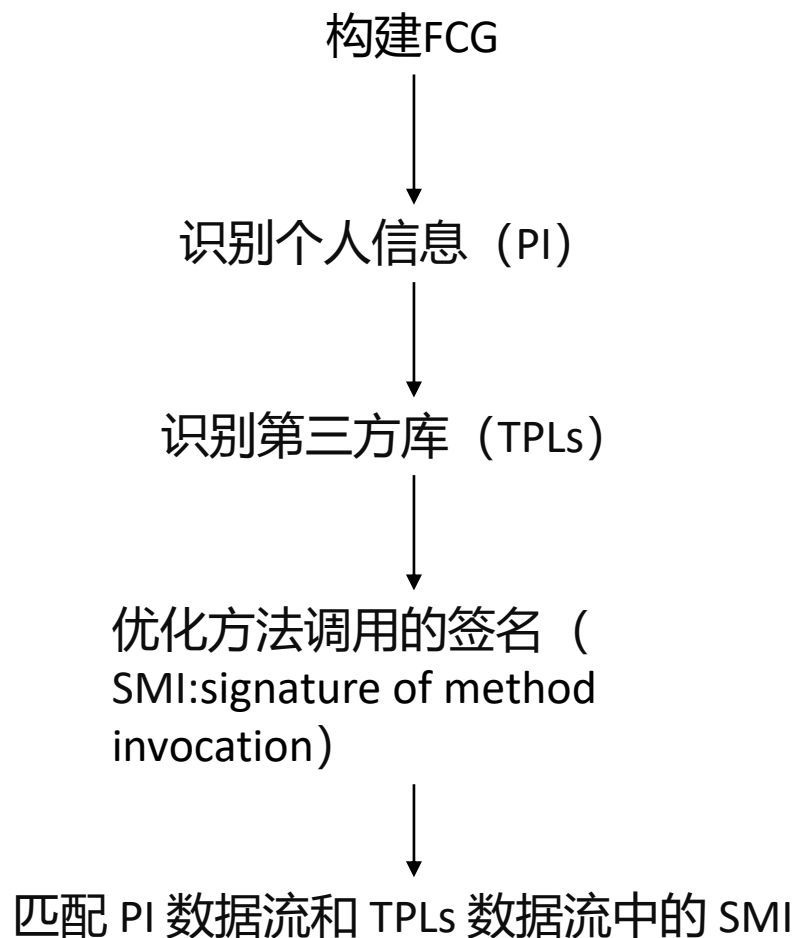 构建FCG
识别个人信息（PI）
识别第三方库（TPLs）
优化方法调用的签名（
SMI:signature of method
invocation）
匹配 PI 数据流和 TPLs 数据流中的 SMI